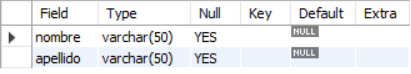 Field Type Null Key Default Extra
nombre varchar(50) YES NULL
apellido varchar(50) YES NULL